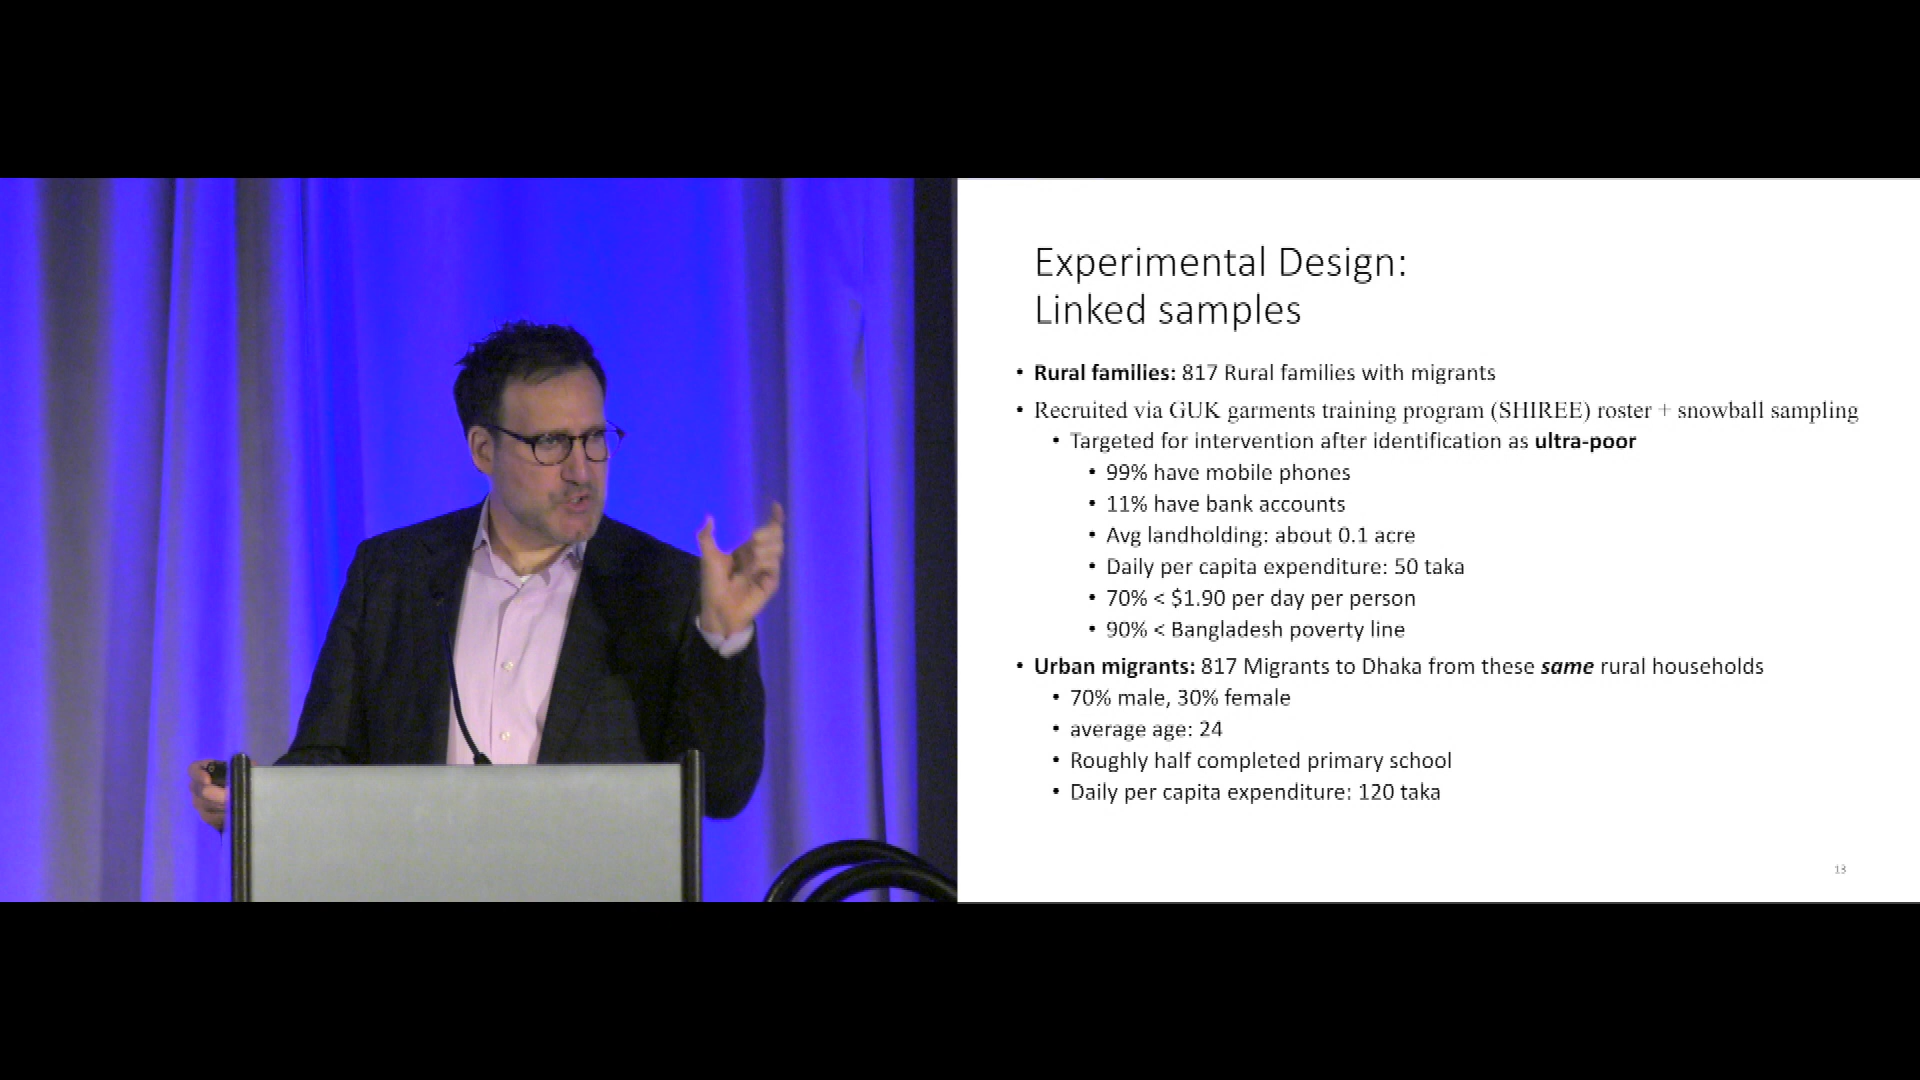 Experimental Design:
Linked samples
• Rural families: 817 Rural families with migrants
• Recruited via GUK garments training program (SHIREE) roster + snowball sampling
• Targeted for intervention after identification as ultra-poor
• 99% have mobile phones
• 11% have bank accounts
• Avg landholding: about 0.1 acre
• Daily per capita expenditure: 50 taka
• 70% < $1.90 per day per person
• 90% < Bangladesh poverty line
• Urban migrants: 817 Migrants to Dhaka from these same rural households
• 70% male, 30% female
• average age: 24
• Roughly half completed primary school
• Daily per capita expenditure: 120 taka
13